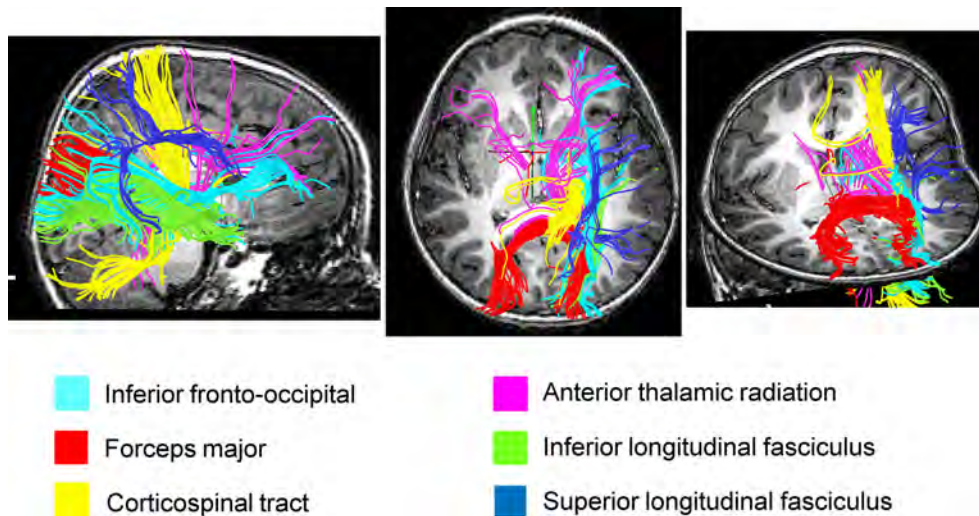 Inferior fronto-occipital
Forceps major
Corticospinal tract
Anterior thalamic radiation
Inferior longitudinal fasciculus
Superior longitudinal fasciculus